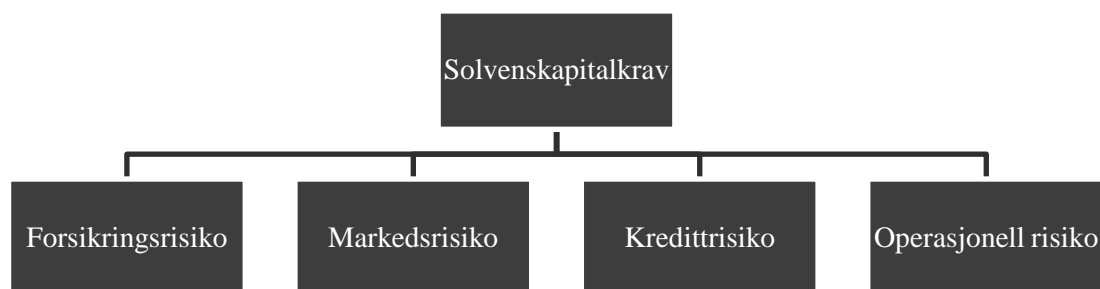 Solvenskapitalkrav
Forsikringsrisiko
Markedsrisiko
Kredittrisiko
Operasjonell risiko